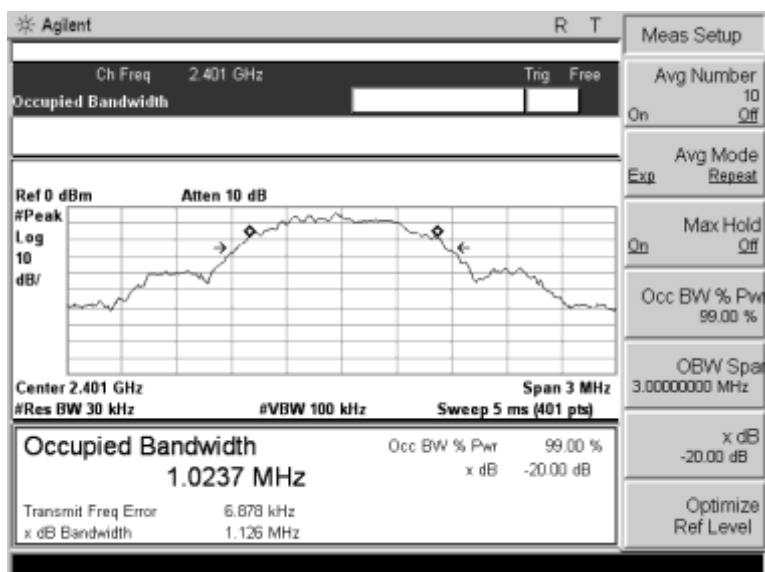 Agilent R T
Ch Freq 2.401 GHz Trig Free
Occupied Bandwidth
Ref 0 dBm Atten 10 dB
#Peak
Log
10
dB/
Center 2.401 GHz Span 3 MHz
#Res BW 30 kHz #VBW 100 kHz Sweep 5 ms (401 pts)
Occupied Bandwidth Occ BW % Pwr 99.00 %
1.0237 MHz x dB -20.00 dB
Transmit Freq Error 6.878 kHz
x dB Bandwidth 1.126 MHz
Meas Setup
Avg Number
10
On Off
Avg Mode
Exp Repeat
Max Hold
On Off
Occ BW % Pwr
99.00 %
OBW Spa
3.00000000 MHz
x dB
-20.00 dB
Optimize
Ref Level